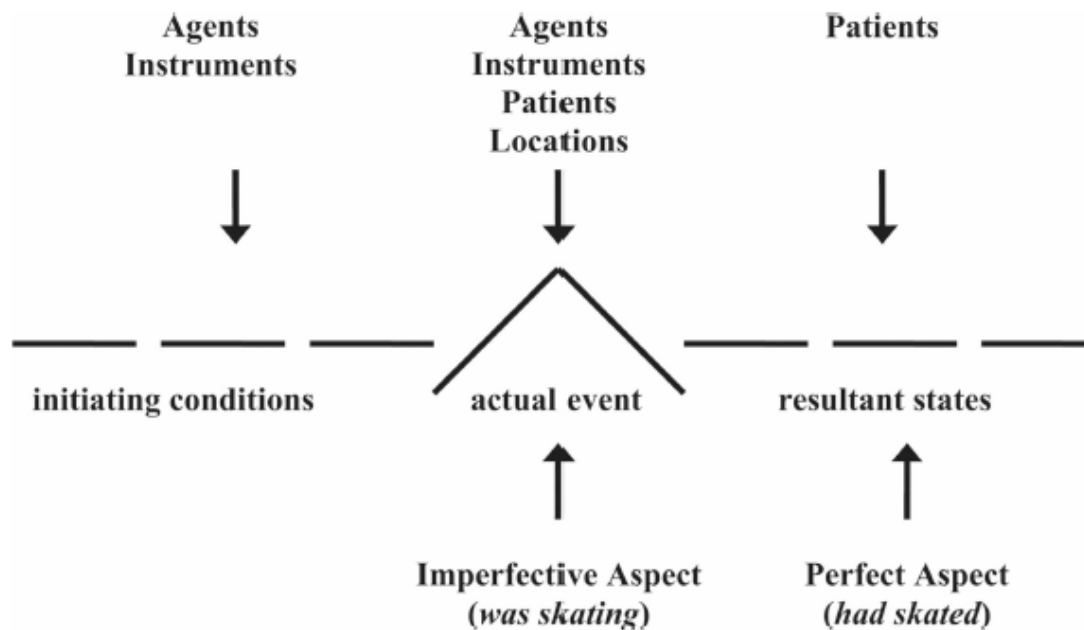 Agents
Instruments
Agents
Instruments
Patients
Locations
Patients
initiating conditions
actual event
resultant states
Imperfective Aspect
(was skating)
Perfect Aspect
(had skated)